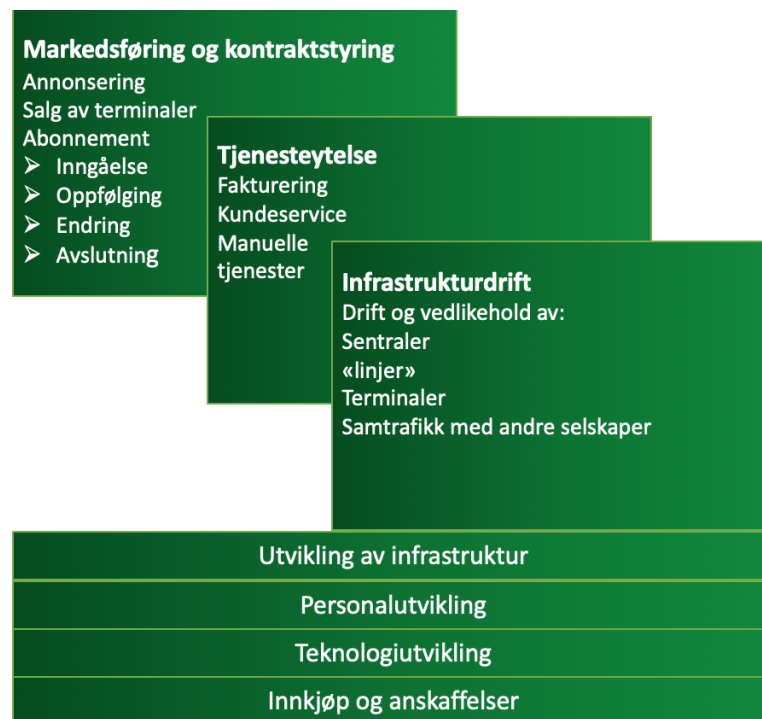 Markedsføring og kontraktstyring
Annonsering
Salg av terminaler
Abonnement
➢ Inngåelse
➢ Oppfølging
➢ Endring
➢ Avslutning
Tjenesteytelse
Fakturering
Kundeservice
Manuelle
tjenester
Infrastrukturdrift
Drift og vedlikehold av:
Sentraler
«linjer»
Terminaler
Samtrafikk med andre selskaper
Utvikling av infrastruktur
Personalutvikling
Teknologiutvikling
Innkjøp og anskaffelser